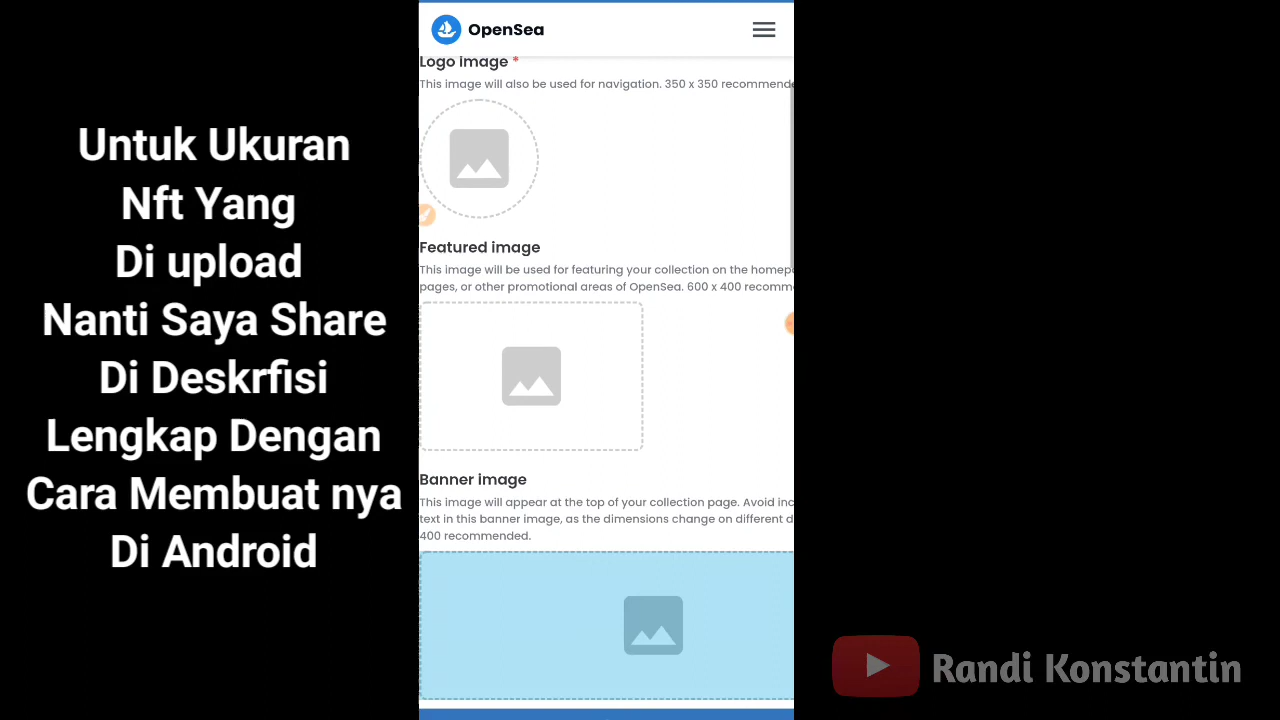 Untuk Ukuran
Nft Yang
Di upload
Nanti Saya Share
Di Deskrfisi
Lengkap Dengan
Cara Membuat nya
Di Android
OpenSea
Logo image *
This image will also be used for navigation. 350 x 350
Featured image
This image will be used for featuring your collection on the
pages, or other promotional areas of OpenSea. 600 x 400
Banner image
This image will appear at the top of your collection page. Avoid
text in this banner image, as the dimensions change on different
400 recommended.
Randi Konstantin